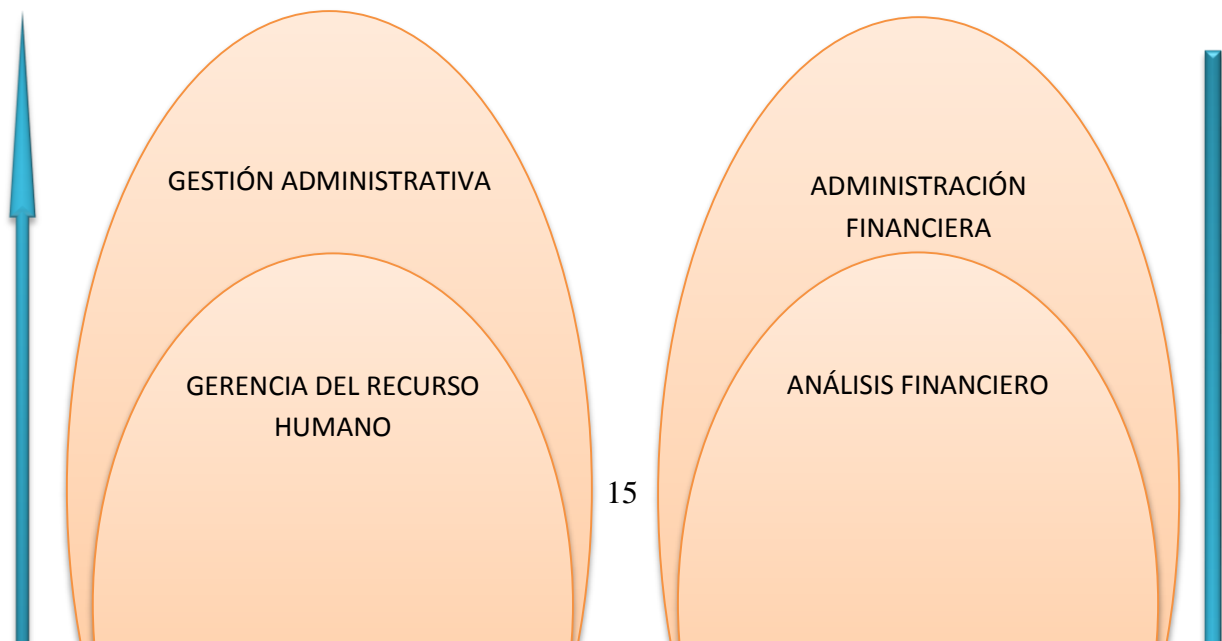 GESTIÓN ADMINISTRATIVA
GERENCIA DEL RECURSO
HUMANO
ADMINISTRACIÓN
FINANCIERA
ANÁLISIS FINANCIERO
15